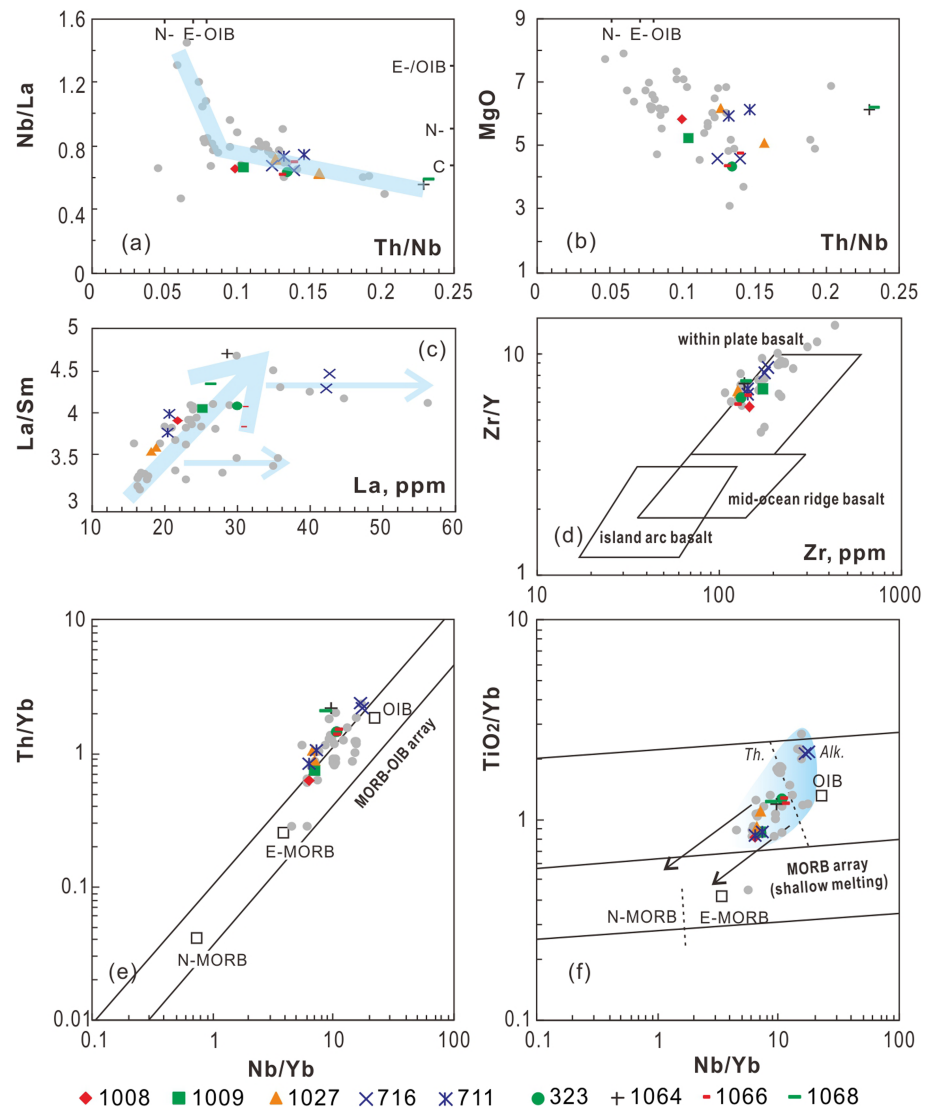 N- E-OIB
1.6
1.2
0.8
0.4
0
Nb/La
E-/OIB
N-
C
(a)
Th/Nb
0 0.05 0.1 0.15 0.2 0.25
N- E-OIB
9
7
5
3
1
MgO
(b)
Th/Nb
0 0.05 0.1 0.15 0.2 0.25
5
4.5
4
3.5
3
La/Sm
(c)
La, ppm
10 20 30 40 50 60
10
1
Zr/Y
within plate basalt
mid-ocean ridge basalt
island arc basalt
(d)
Zr, ppm
10 100 1000
10
1
0.1
0.01
Th/Yb
OIB
MORB-OIB array
E-MORB
N-MORB
(e)
0.1 1 10 100
Nb/Yb
10
1
0.1
TiO2/Yb
Th. Alk.
OIB
MORB array
(shallow melting)
N-MORB E-MORB
(f)
0.1 1 10 100
Nb/Yb
1008 1009 1027 716 711 323 1064 1066 1068